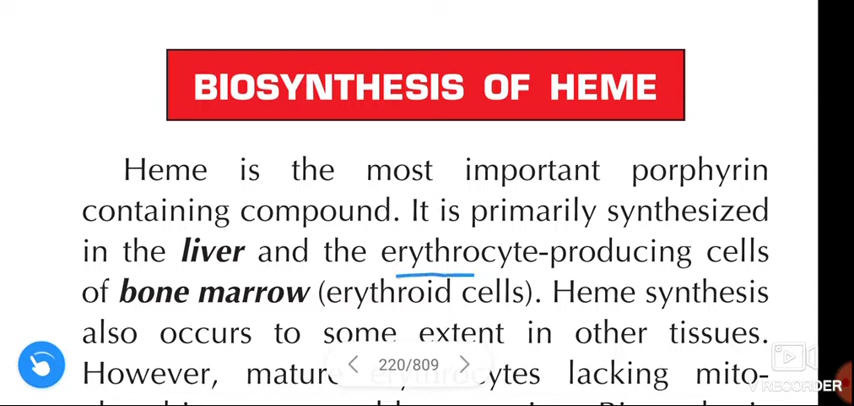 BIOSYNTHESIS OF HEME
Heme is the most important porphyrin
containing compound. It is primarily synthesized
in the liver and the erythrocyte-producing cells
of bone marrow (erythroid cells). Heme synthesis
also occurs to some extent in other tissues.
However, mature erythrocytes lacking mito-
220/809
V RECORDER